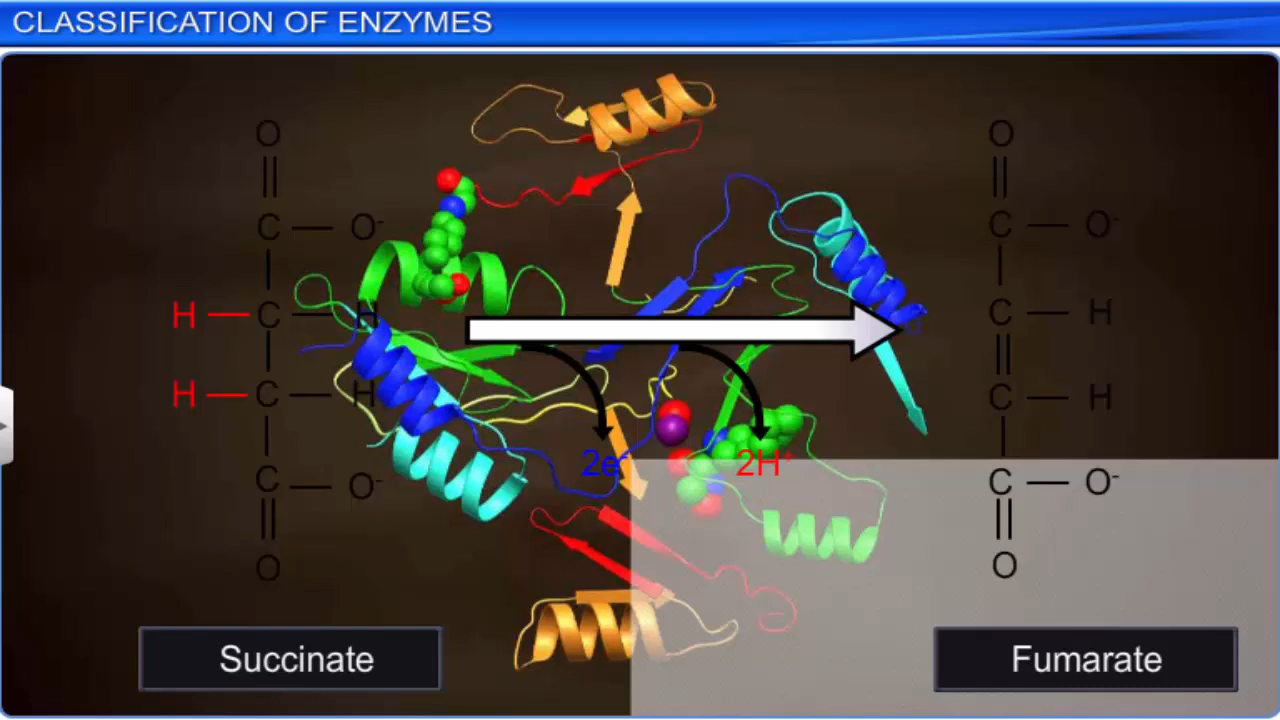 CLASSIFICATION OF ENZYMES
O
C O⁻
H C H
H C H
C O⁻
O
2e⁻
2H⁺
O
C O⁻
C H
C H
C O⁻
O
Succinate
Fumarate